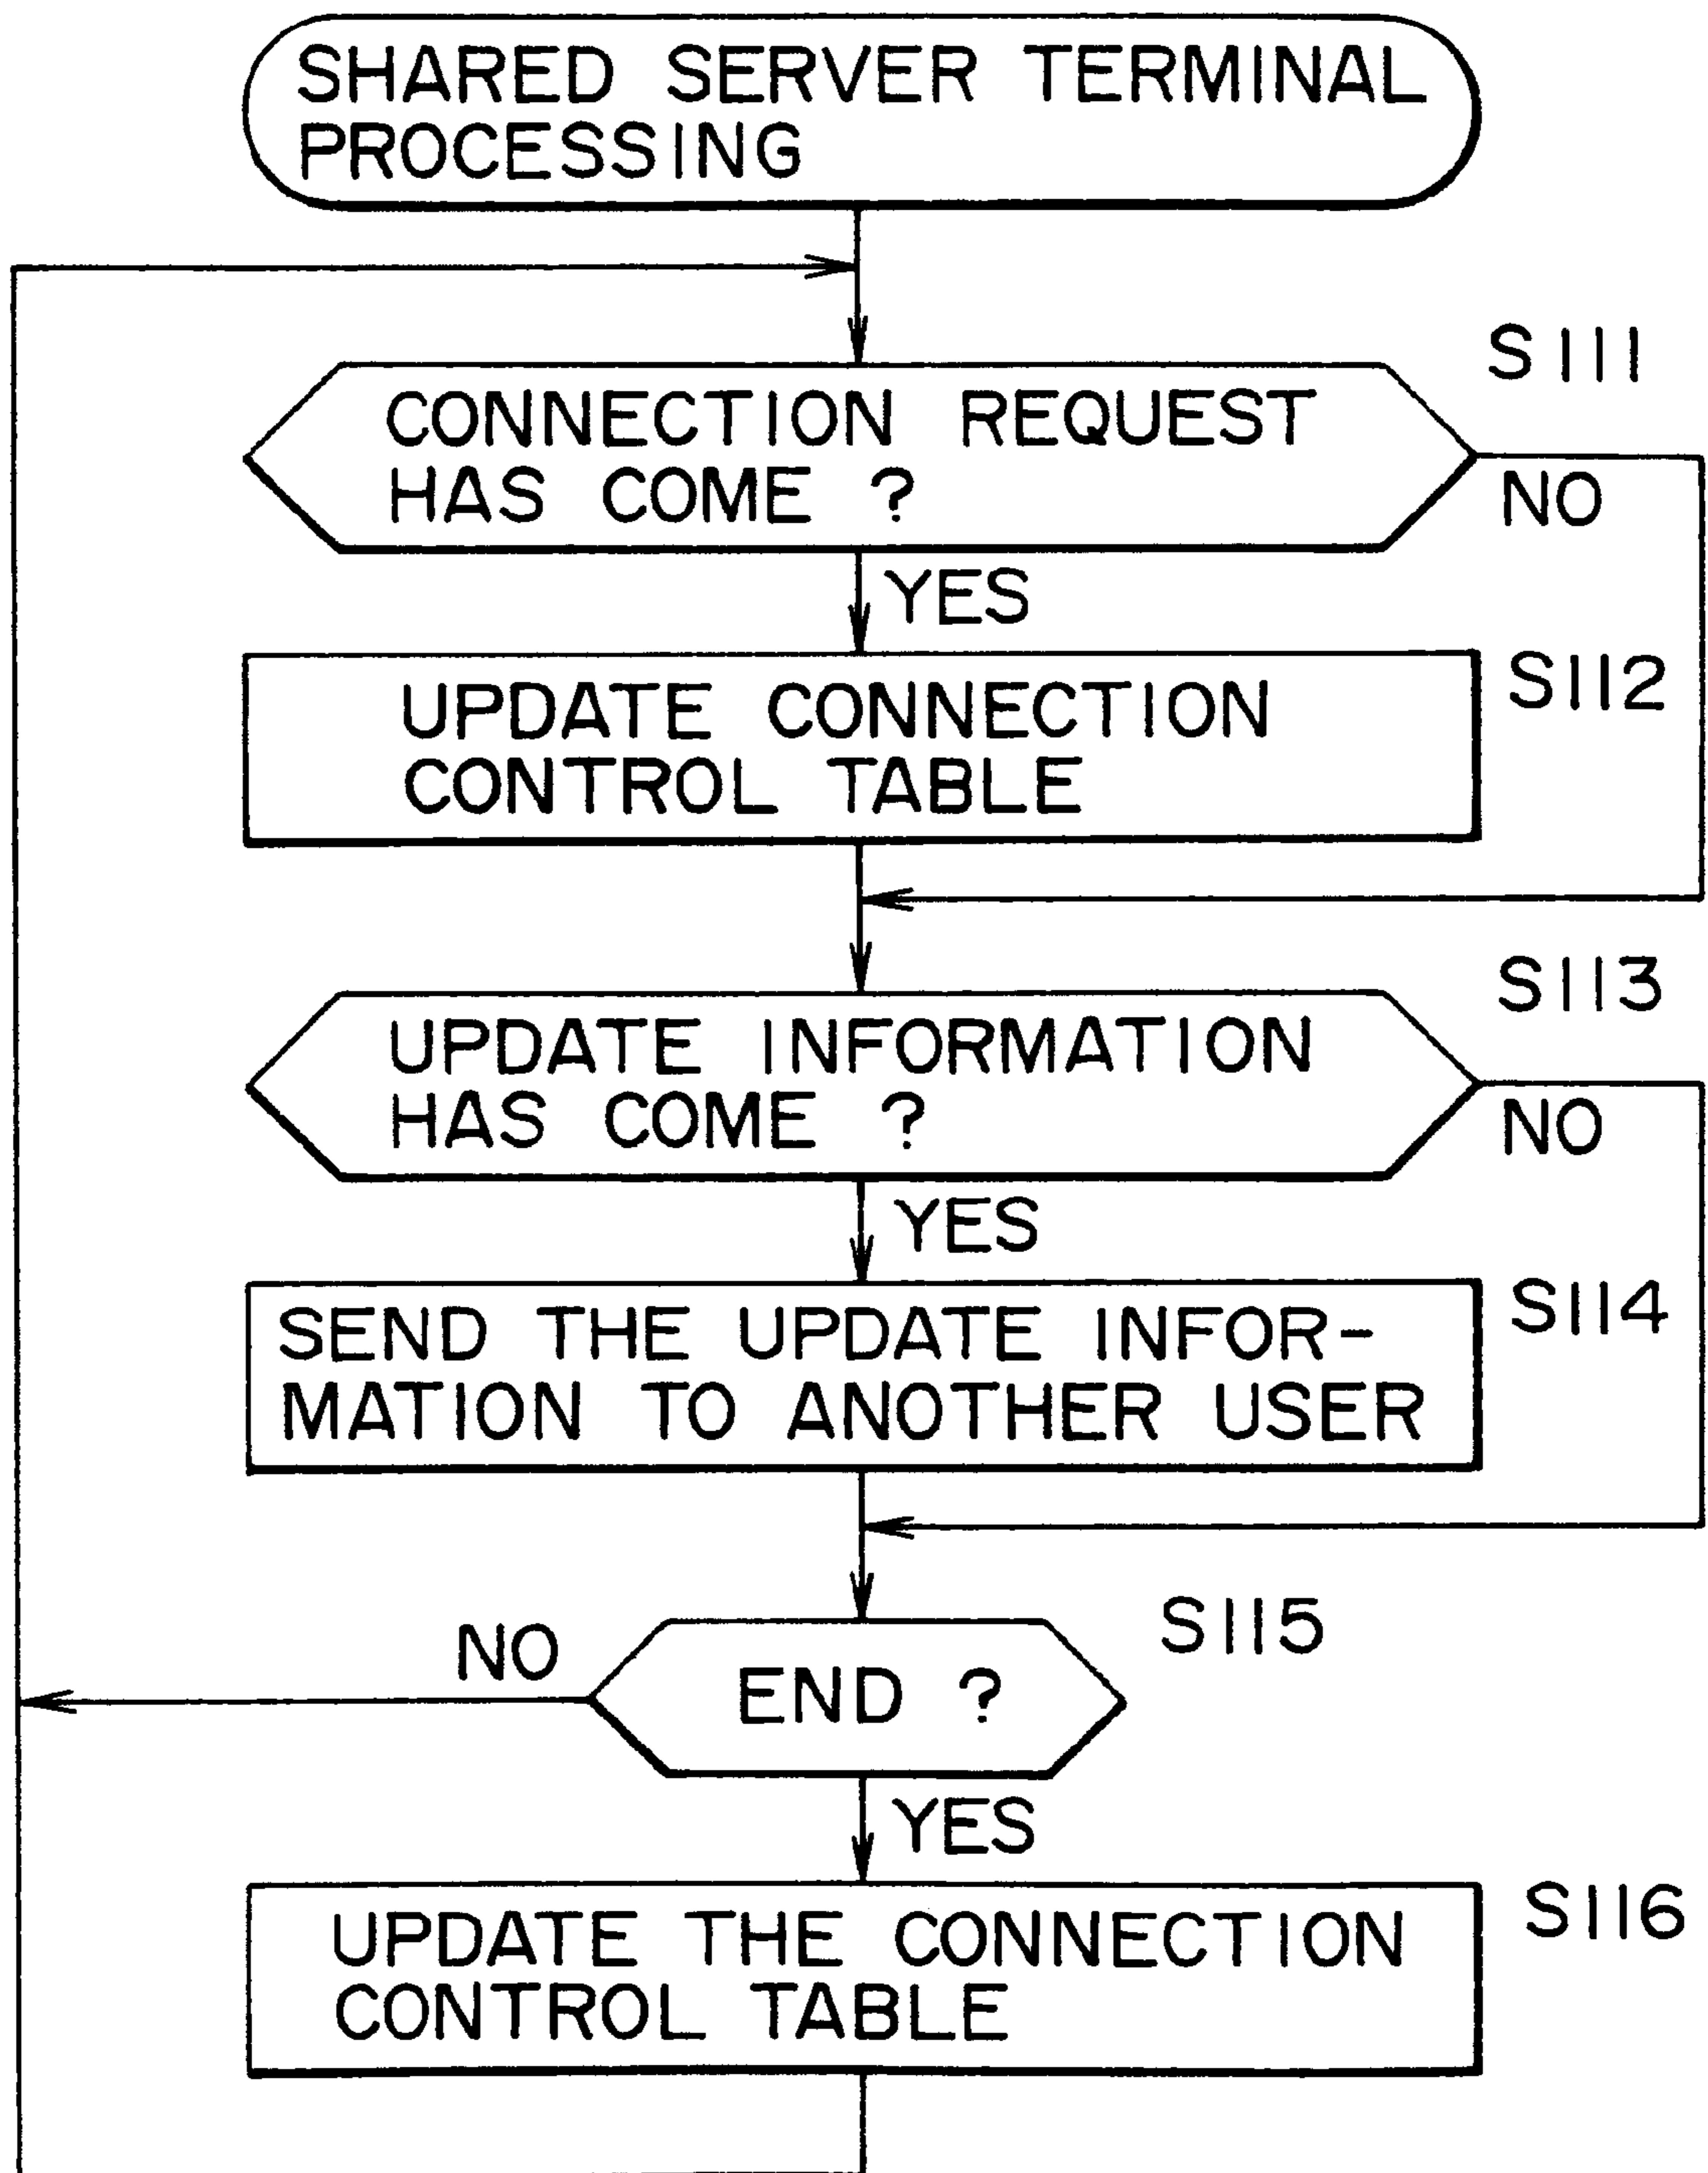 SHARED SERVER TERMINAL
PROCESSING
S111
CONNECTION REQUEST
HAS COME ?
NO
YES
S112
UPDATE CONNECTION
CONTROL TABLE
S113
UPDATE INFORMATION
HAS COME ?
NO
YES
S114
SEND THE UPDATE INFOR-
MATION TO ANOTHER USER
S115
NO
END ?
YES
S116
UPDATE THE CONNECTION
CONTROL TABLE